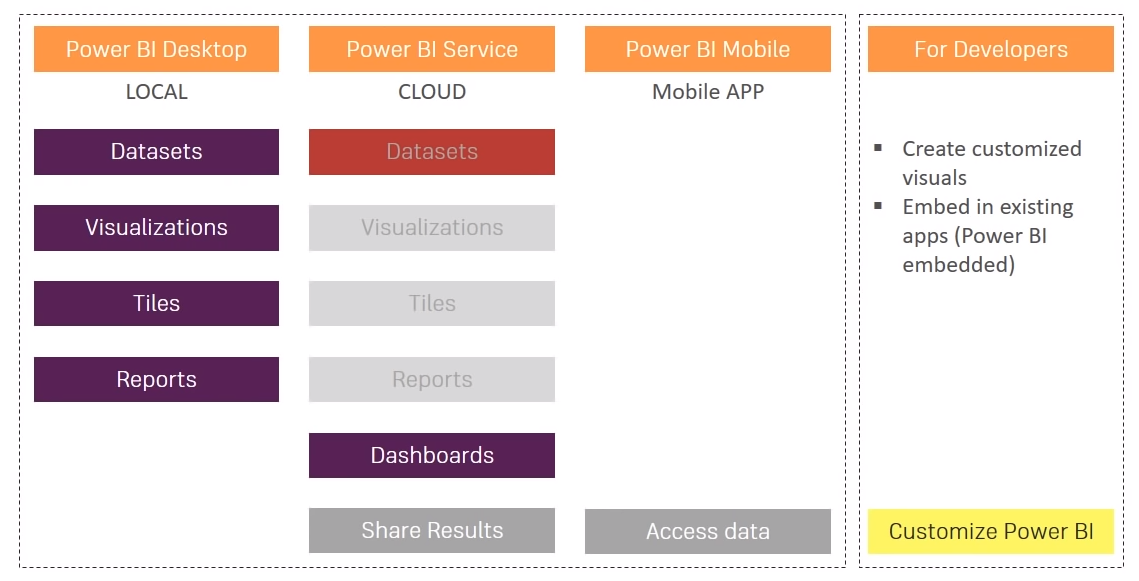 Power BI Desktop
Power BI Service
Power BI Mobile
For Developers
LOCAL
CLOUD
Mobile APP
Datasets
Datasets
Visualizations
Visualizations
Tiles
Tiles
Reports
Reports
Dashboards
Share Results
Access data
Create customized
visuals
Embed in existing
apps (Power BI
embedded)
Customize Power BI